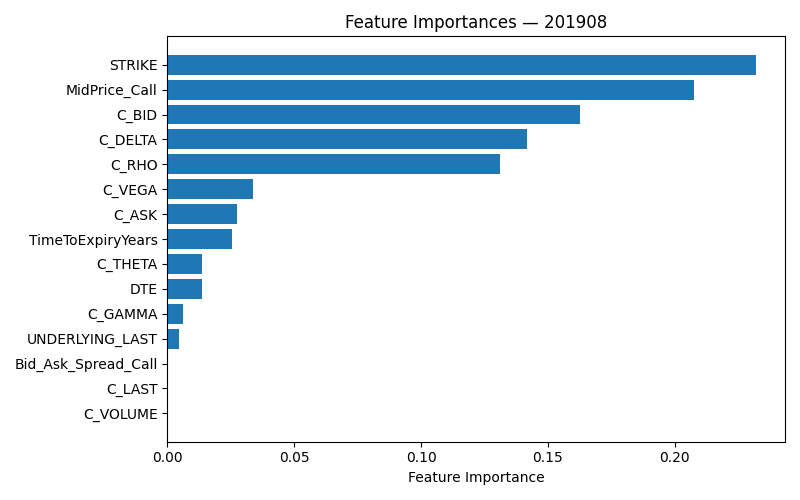 Feature Importances — 201908
STRIKE
MidPrice_Call
C_BID
C_DELTA
C_RHO
C_VEGA
C_ASK
TimeToExpiryYears
C_THETA
DTE
C_GAMMA
UNDERLYING_LAST
Bid_Ask_Spread_Call
C_LAST
C_VOLUME
0.00 0.05 0.10 0.15 0.20
Feature Importance